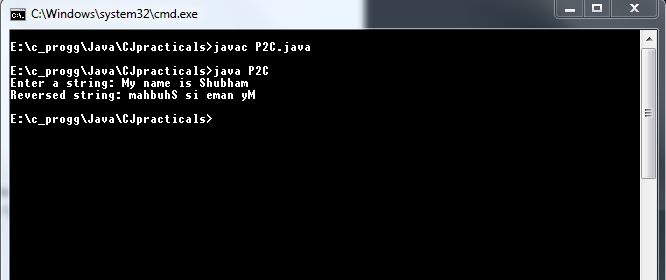 C:\Windows\system32\cmd.exe
E:\c_progg\Java\CJpracticals>javac P2C.java
E:\c_progg\Java\CJpracticals>java P2C
Enter a string: My name is Shubham
Reversed string: mahbuhS si eman yM
E:\c_progg\Java\CJpracticals>